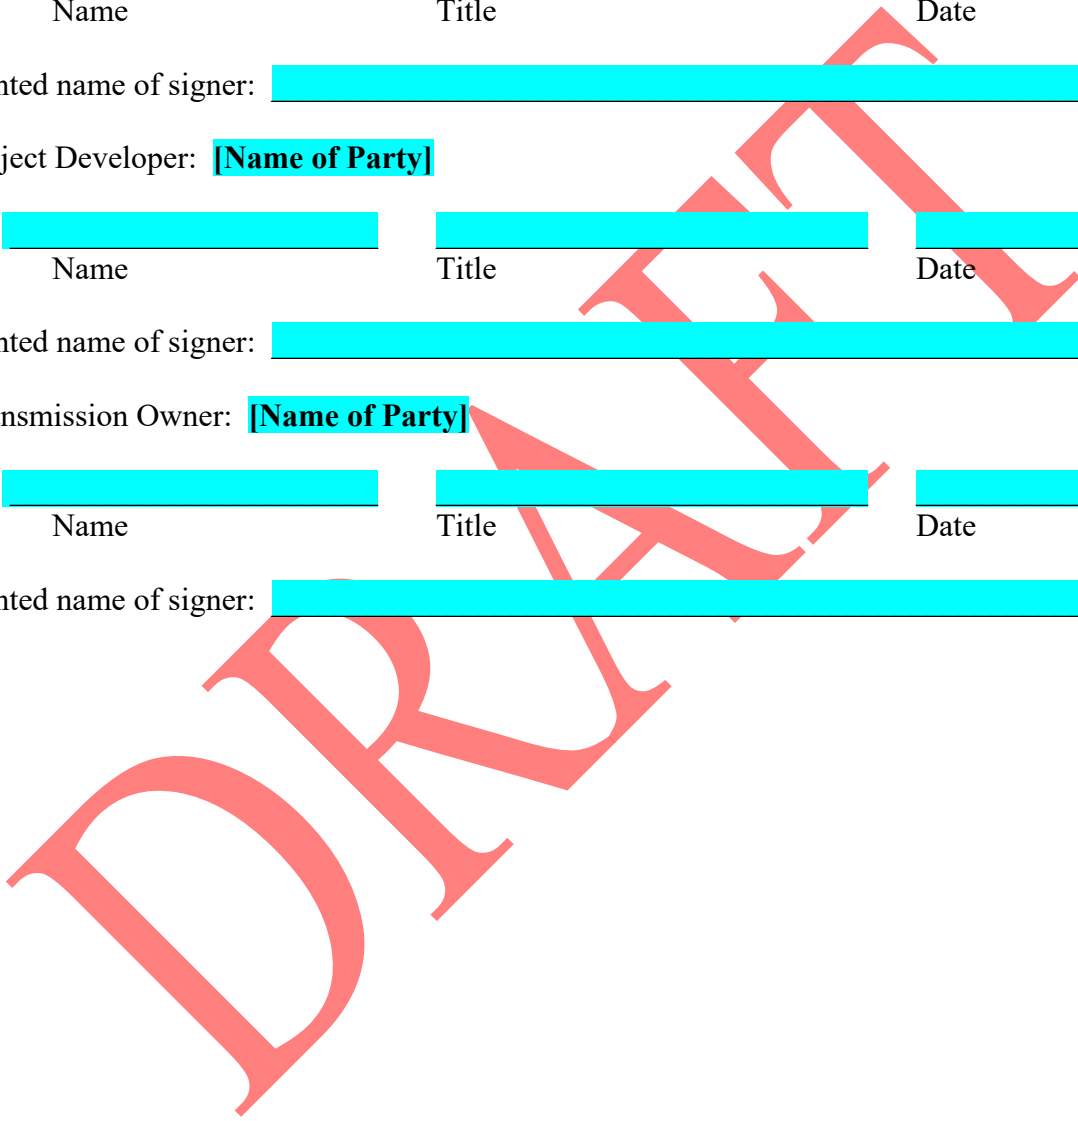 Name Title Date
nted name of signer:
ject Developer: [Name of Party]
Name Title Date
nted name of signer:
nsmission Owner: [Name of Party]
Name Title Date
nted name of signer:
DRAFT